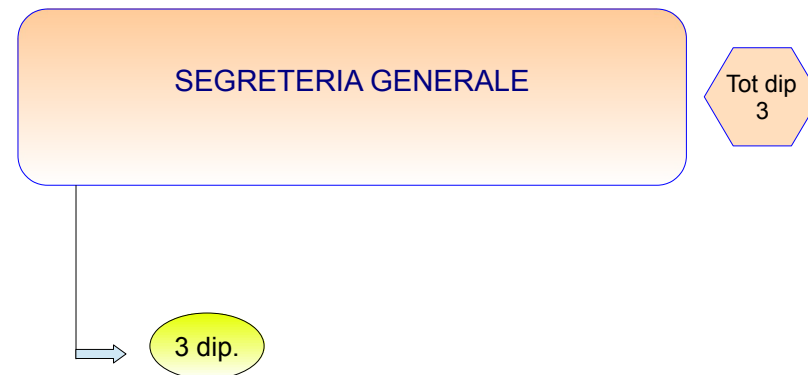 SEGRETERIA GENERALE
Tot dip
3
3 dip.